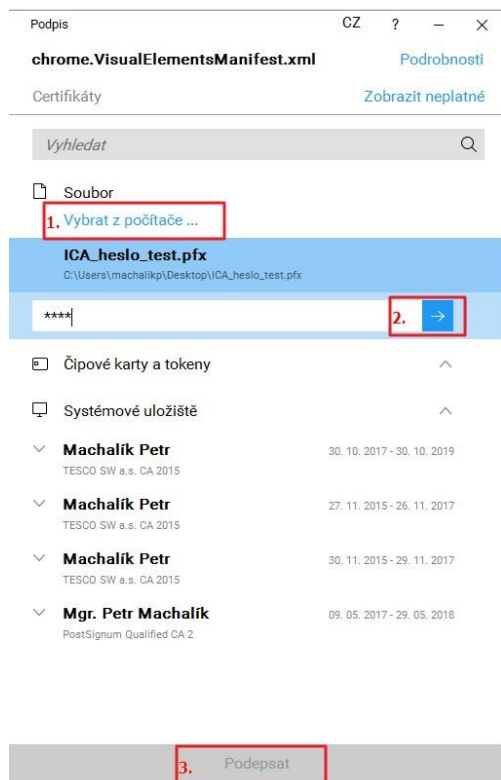 Podpis CZ ? – ×
chrome.VisualElementsManifest.xml Podrobnosti
Certifikáty Zobrazit neplatné
Vyhledat
Soubor
1. Vybrat z počítače ...
ICA_heslo_test.pfx
C:\Users\machalikp\Desktop\ICA_heslo_test.pfx
**** 2. →
Čipové karty a tokeny
Systémové uložiště
Machalík Petr 30. 10. 2017 - 30. 10. 2019
TESCO SW a.s. CA 2015
Machalík Petr 27. 11. 2015 - 26. 11. 2017
TESCO SW a.s. CA 2015
Machalík Petr 30. 11. 2015 - 29. 11. 2017
TESCO SW a.s. CA 2015
Mgr. Petr Machalík 09. 05. 2017 - 29. 05. 2018
PostSignum Qualified CA 2
3. Podepsat